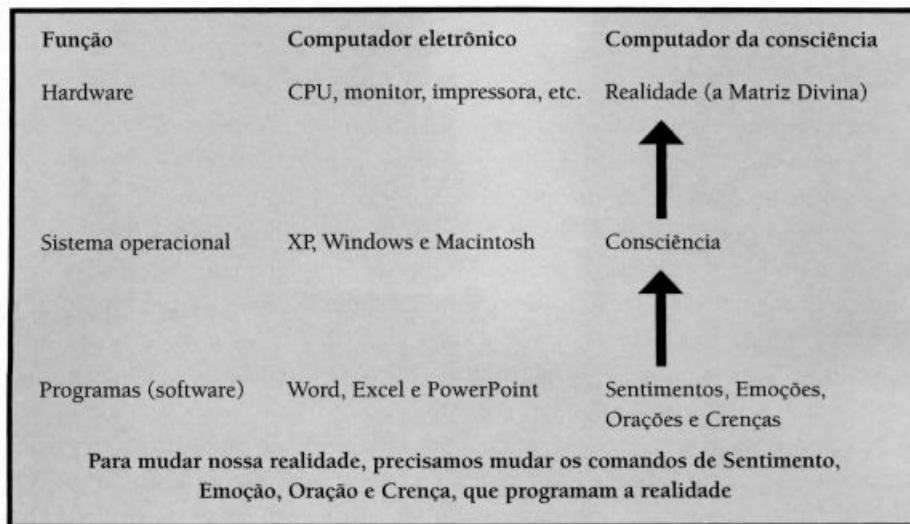 Função Computador eletrônico Computador da consciência
Hardware CPU, monitor, impressora, etc. Realidade (a Matriz Divina)
Sistema operacional XP, Windows e Macintosh Consciência
Programas (software) Word, Excel e PowerPoint Sentimentos, Emoções,
Orações e Crenças
Para mudar nossa realidade, precisamos mudar os comandos de Sentimento,
Emoção, Oração e Crença, que programam a realidade